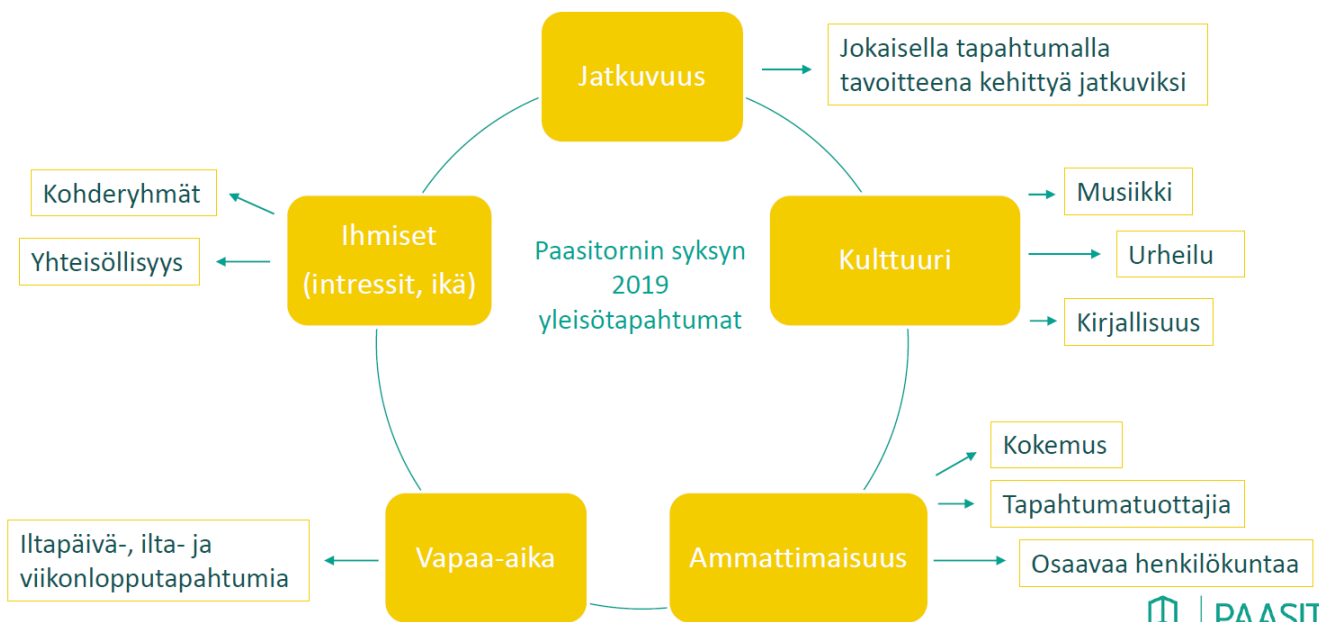 Jatkuvuus
Jokaisella tapahtumalla
tavoitteena kehittyä jatkuviksi
Kohderyhmät
Yhteisöllisyys
Ihmiset
(intressit, ikä)
Paasitornin syksyn
2019
yleisötapahtumat
Kulttuuri
Musiikki
Urheilu
Kirjallisuus
Iltapäivä-, ilta- ja
viikonlopputapahtumia
Vapaa-aika
Ammattimaisuus
Kokemus
Tapahtumatuottajia
Osaavaa henkilökuntaa
PAASIT